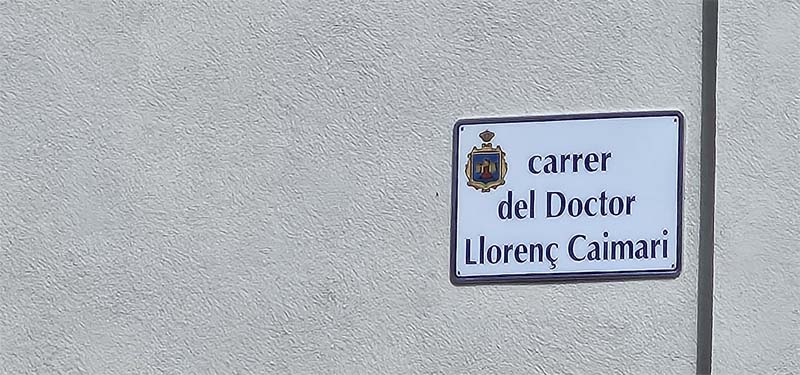 carrer
del Doctor
Llorenç Caimari